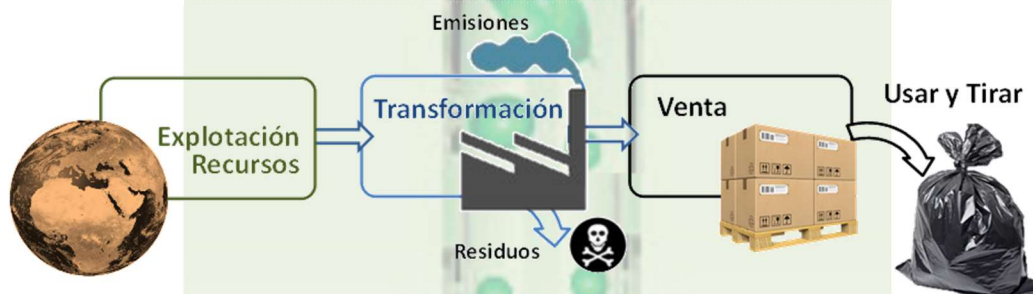 Emisiones
Explotación
Recursos
Transformación
Venta
Usar y Tirar
Residuos